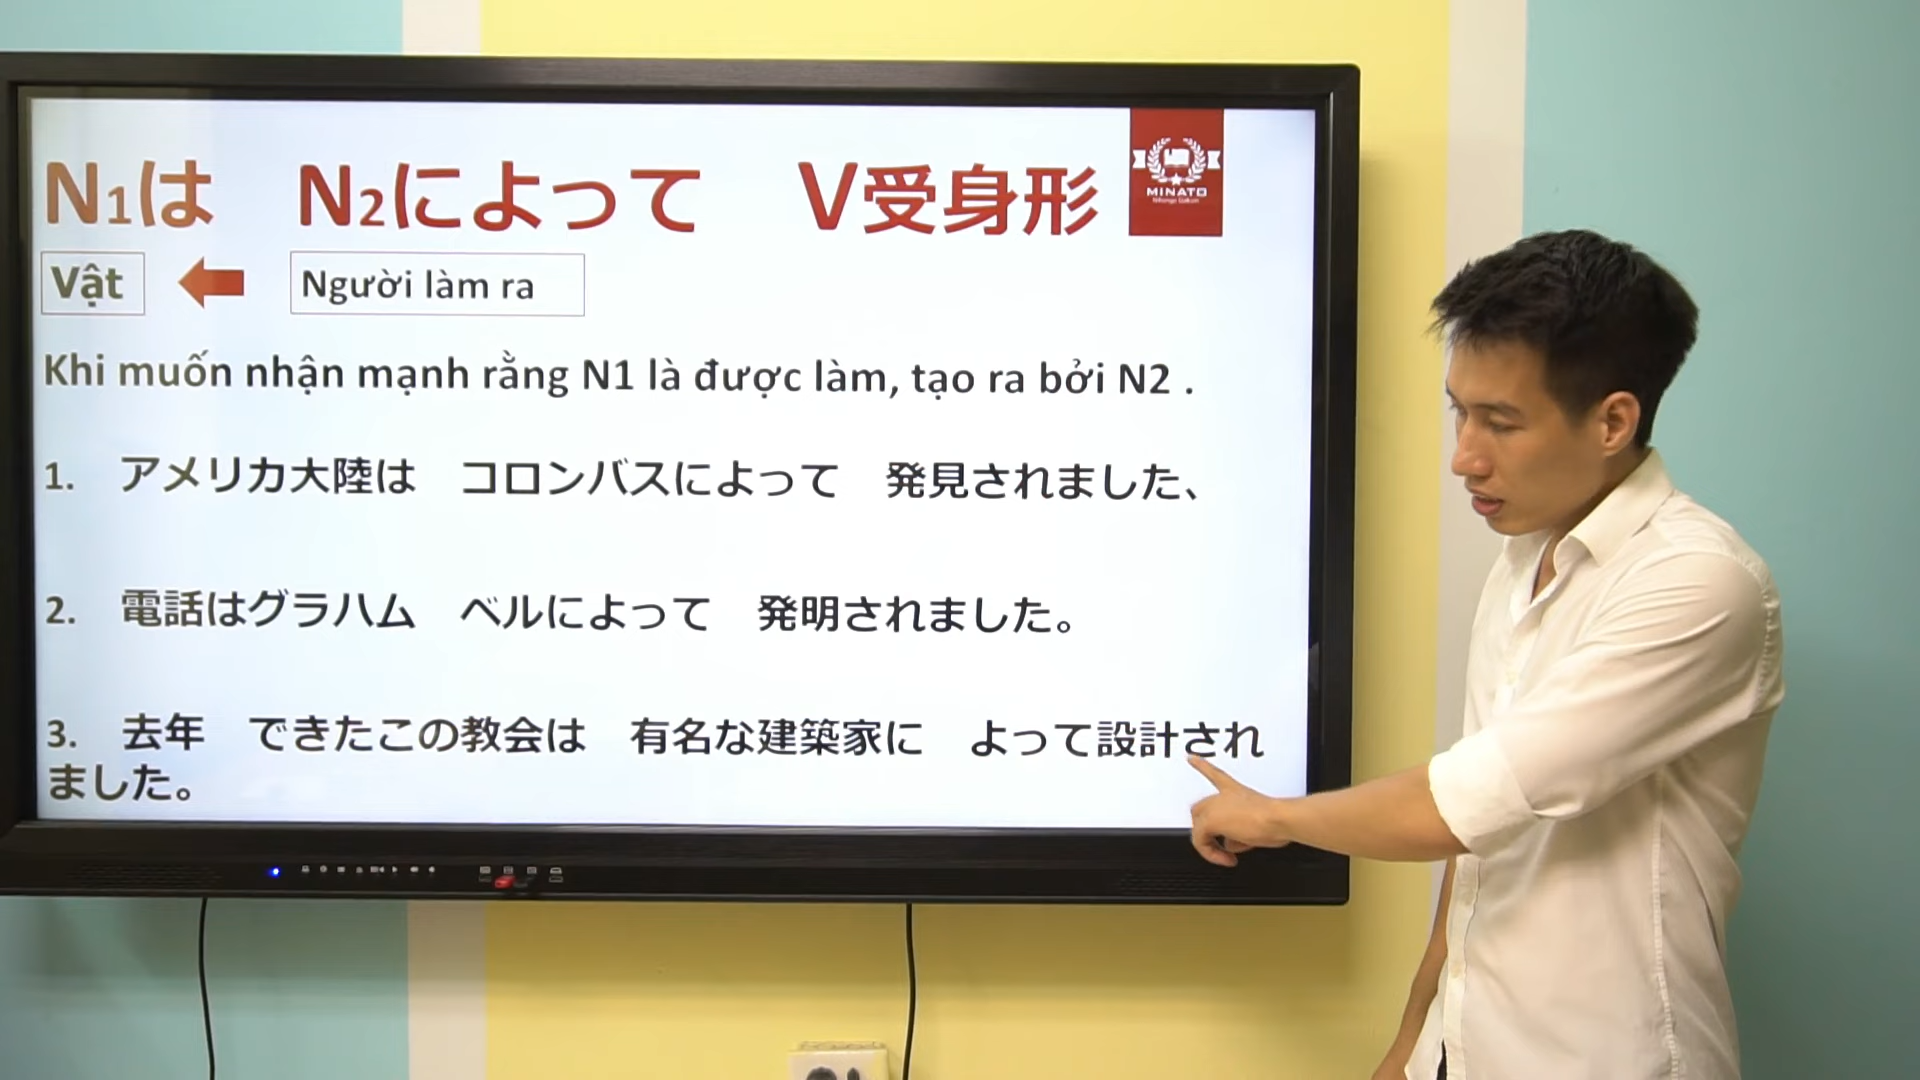 N1は N2によって V受身形
MINATO
Nihongo Gakuin
Vật
Người làm ra
Khi muốn nhận mạnh rằng N1 là được làm, tạo ra bởi N2 .
1. アメリカ大陸は コロンバスによって 発見されました、
2. 電話はグラハム ベルによって 発明されました。
3. 去年 できたこの教会は 有名な建築家に よって設計され
ました。